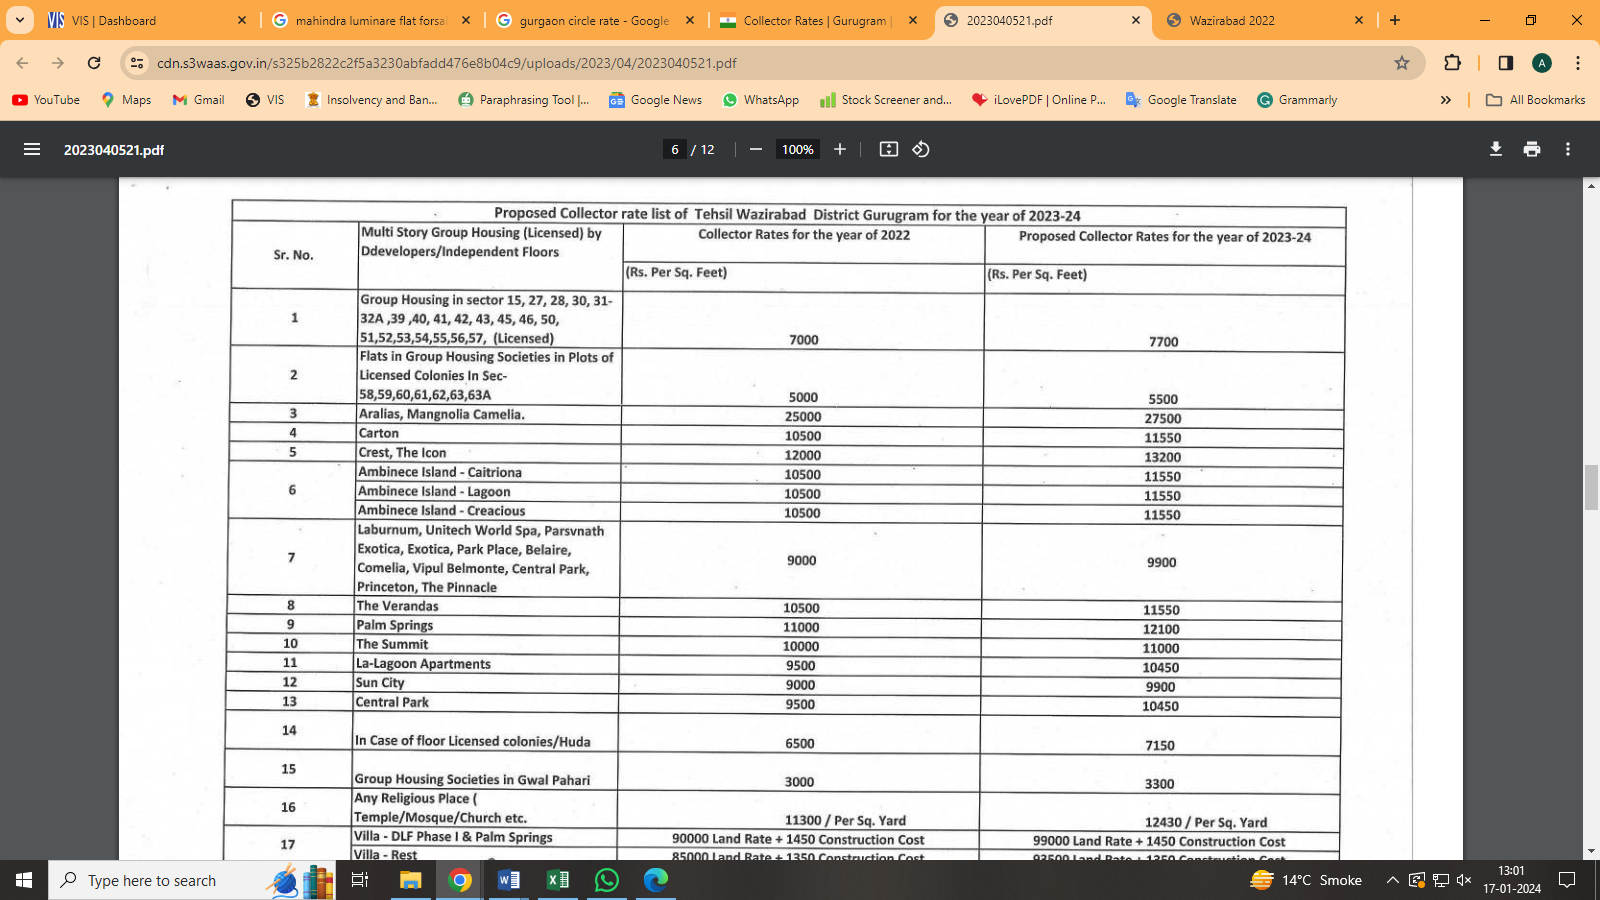 VIS | Dashboard
mahindra luminare flat forsa
gurgaon circle rate - Google
Collector Rates | Gurugram |
2023040521.pdf
Wazirabad 2022
cdn.s3waas.gov.in/s325b2822c2f5a3230abfadd476e8b04c9/uploads/2023/04/2023040521.pdf
A
YouTube
Maps
Gmail
VIS
Insolvency and Ban...
Paraphrasing Tool |...
Google News
WhatsApp
Stock Screener and...
iLovePDF | Online P...
Google Translate
Grammarly
All Bookmarks
2023040521.pdf
6 / 12
100%
Proposed Collector rate list of Tehsil Wazirabad District Gurugram for the year of 2023-24
Sr. No.
Multi Story Group Housing (Licensed) by
Ddevelopers/Independent Floors
Collector Rates for the year of 2022
Proposed Collector Rates for the year of 2023-24
(Rs. Per Sq. Feet)
(Rs. Per Sq. Feet)
1
Group Housing in sector 15, 27, 28, 30, 31-
32A ,39 ,40, 41, 42, 43, 45, 46, 50,
51,52,53,54,55,56,57, (Licensed)
7000
7700
2
Flats in Group Housing Societies in Plots of
Licensed Colonies In Sec-
58,59,60,61,62,63,63A
5000
5500
3 Aralias, Mangnolia Camelia. 25000 27500
4 Carton 10500 11550
5 Crest, The Icon 12000 13200
6
Ambinece Island - Caitriona 10500 11550
Ambinece Island - Lagoon 10500 11550
Ambinece Island - Creacious 10500 11550
7
Laburnum, Unitech World Spa, Parsvnath
Exotica, Exotica, Park Place, Belaire,
Comelia, Vipul Belmonte, Central Park,
Princeton, The Pinnacle
9000
9900
8 The Verandas 10500 11550
9 Palm Springs 11000 12100
10 The Summit 10000 11000
11 La-Lagoon Apartments 9500 10450
12 Sun City 9000 9900
13 Central Park 9500 10450
14 In Case of floor Licensed colonies/Huda 6500 7150
15 Group Housing Societies in Gwal Pahari 3000 3300
16
Any Religious Place (
Temple/Mosque/Church etc.
11300 / Per Sq. Yard
12430 / Per Sq. Yard
17
Villa - DLF Phase I & Palm Springs 90000 Land Rate + 1450 Construction Cost 99000 Land Rate + 1450 Construction Cost
Villa - Rest 85000 Land Rate + 1350 Construction Cost 93500 Land Rate + 1350 Construction Cost
Type here to search
14°C Smoke
13:01
17-01-2024